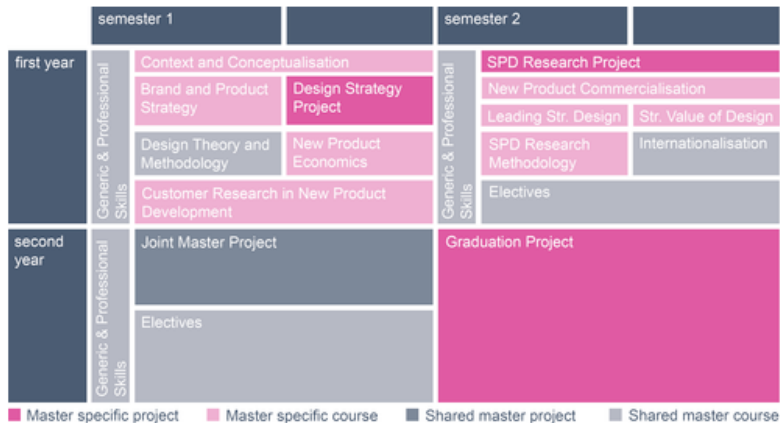 semester 1
semester 2
first year
Generic & Professional
Skills
Context and Conceptualisation
Brand and Product
Strategy
Design Strategy
Project
Design Theory and
Methodology
New Product
Economics
Customer Research in New Product
Development
Generic & Professional
Skills
SPD Research Project
New Product Commercialisation
Leading Str. Design
Str. Value of Design
SPD Research
Methodology
Internationalisation
Electives
second
year
Generic & Professional
Skills
Joint Master Project
Electives
Graduation Project
Master specific project
Master specific course
Shared master project
Shared master course